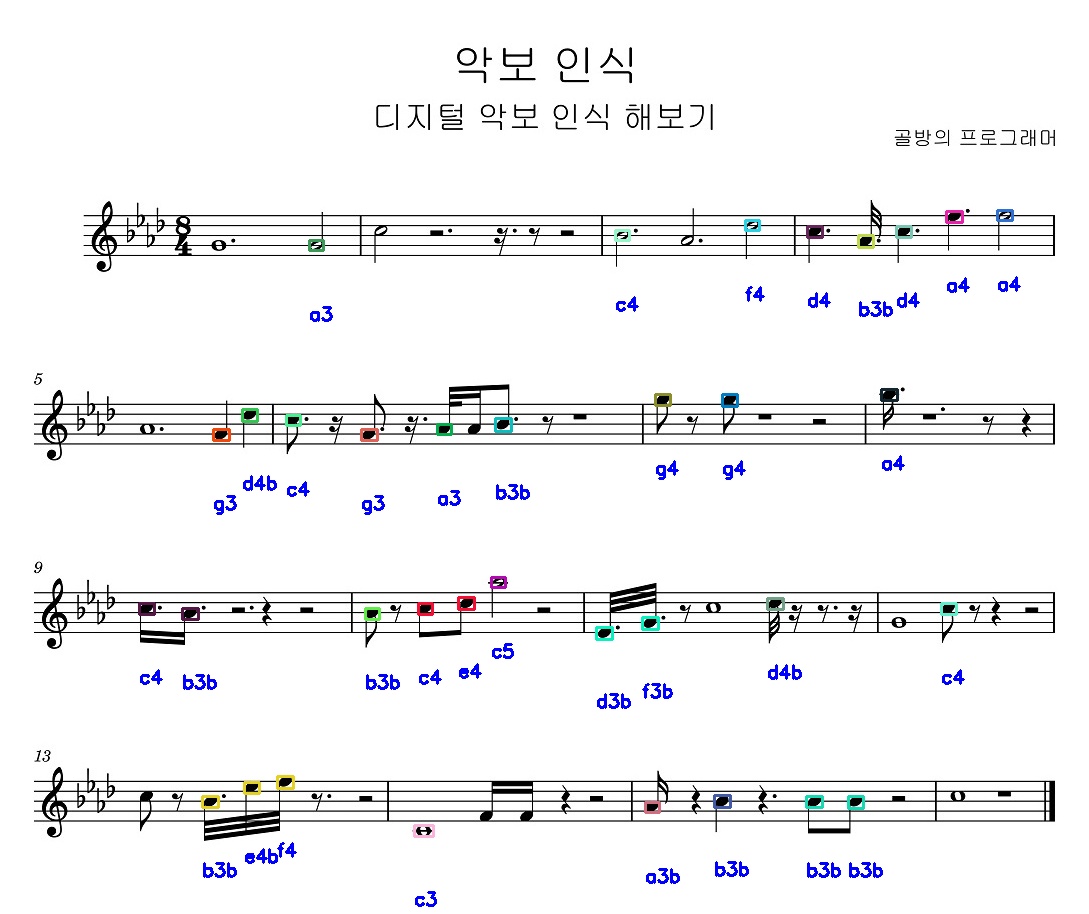 악보 인식
디지털 악보 인식 해보기
골방의 프로그래머
8
4
a3 c4 f4 d4 b3b d4 a4 a4
5
g3 d4b c4 g3 a3 b3b g4 g4 a4
9
c4 b3b b3b c4 e4 c5 d3b f3b d4b c4
13
b3b e4b f4 c3 a3b b3b b3b b3b